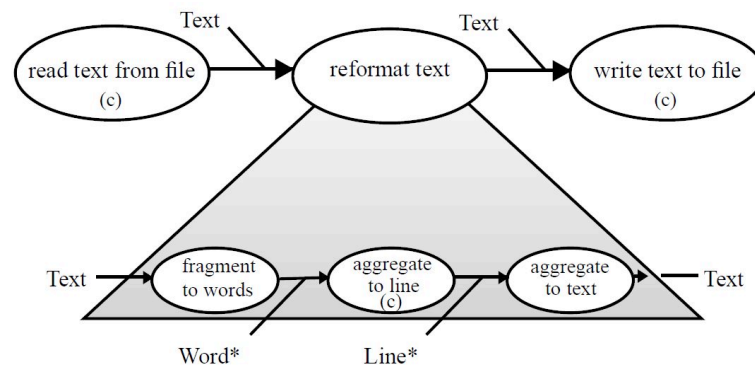 Text
Text
read text from file
(c)
reformat text
write text to file
(c)
Text
fragment
to words
aggregate
to line
(c)
aggregate
to text
Text
Word*
Line*